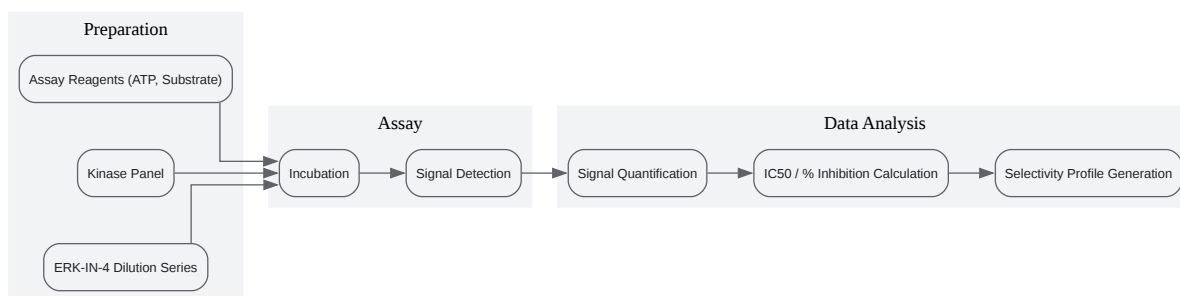 Preparation
Assay Reagents (ATP, Substrate)
Kinase Panel
ERK-IN-4 Dilution Series
Assay
Incubation
Signal Detection
Data Analysis
Signal Quantification
IC50 / % Inhibition Calculation
Selectivity Profile Generation